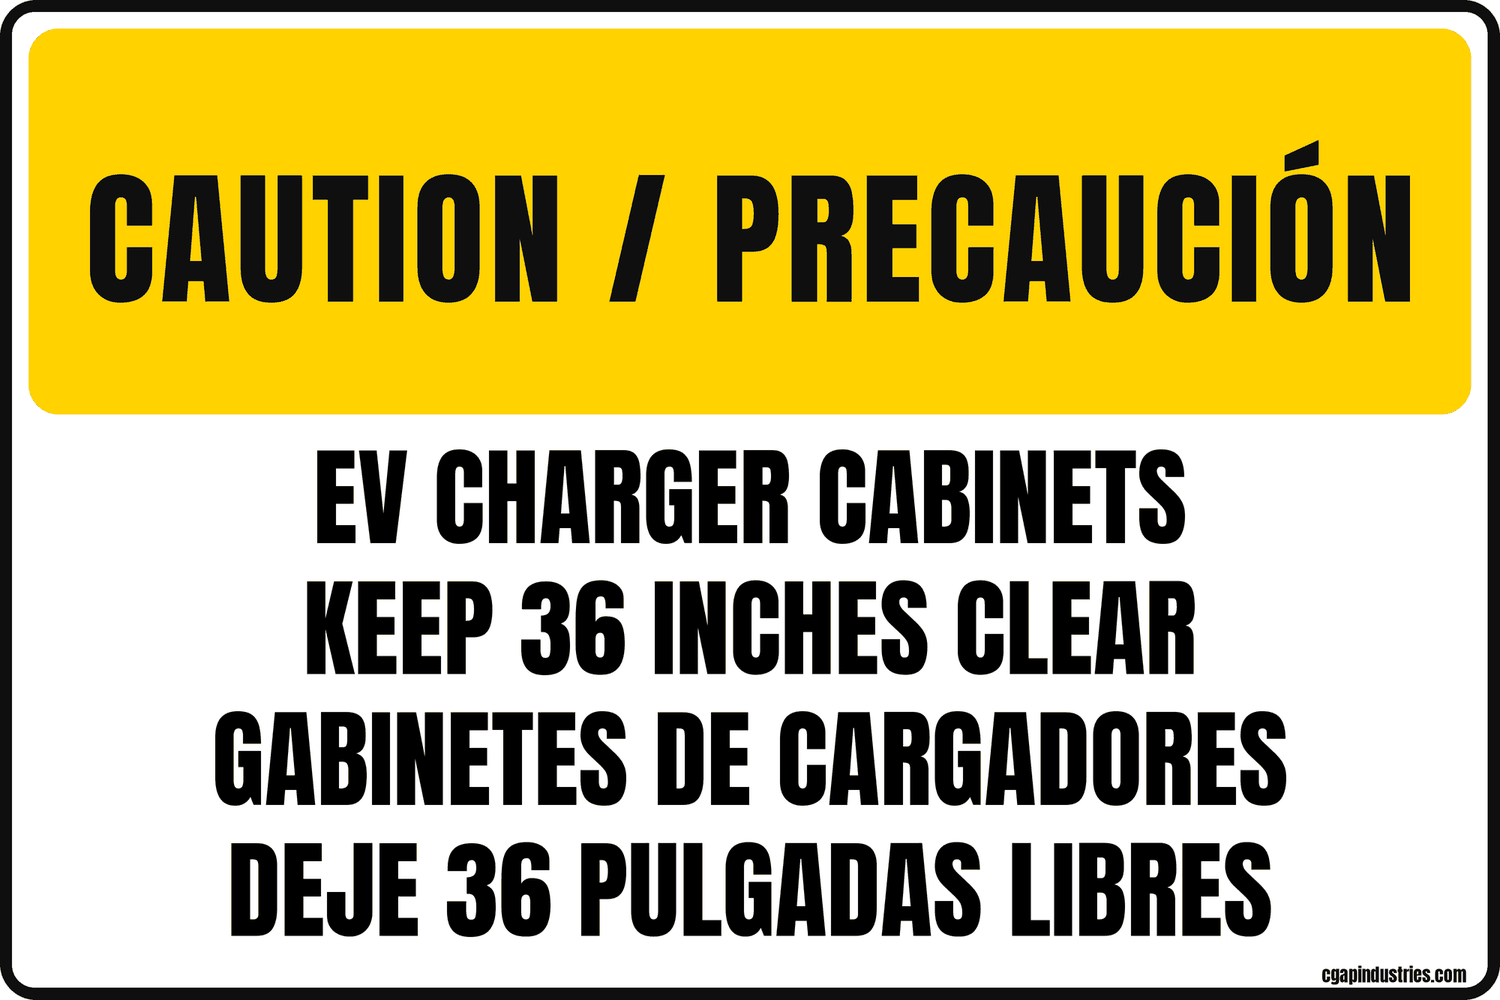 CAUTION / PRECAUCIÓN
EV CHARGER CABINETS
KEEP 36 INCHES CLEAR
GABINETES DE CARGADORES
DEJE 36 PULGADAS LIBRES
cgapindustries.com